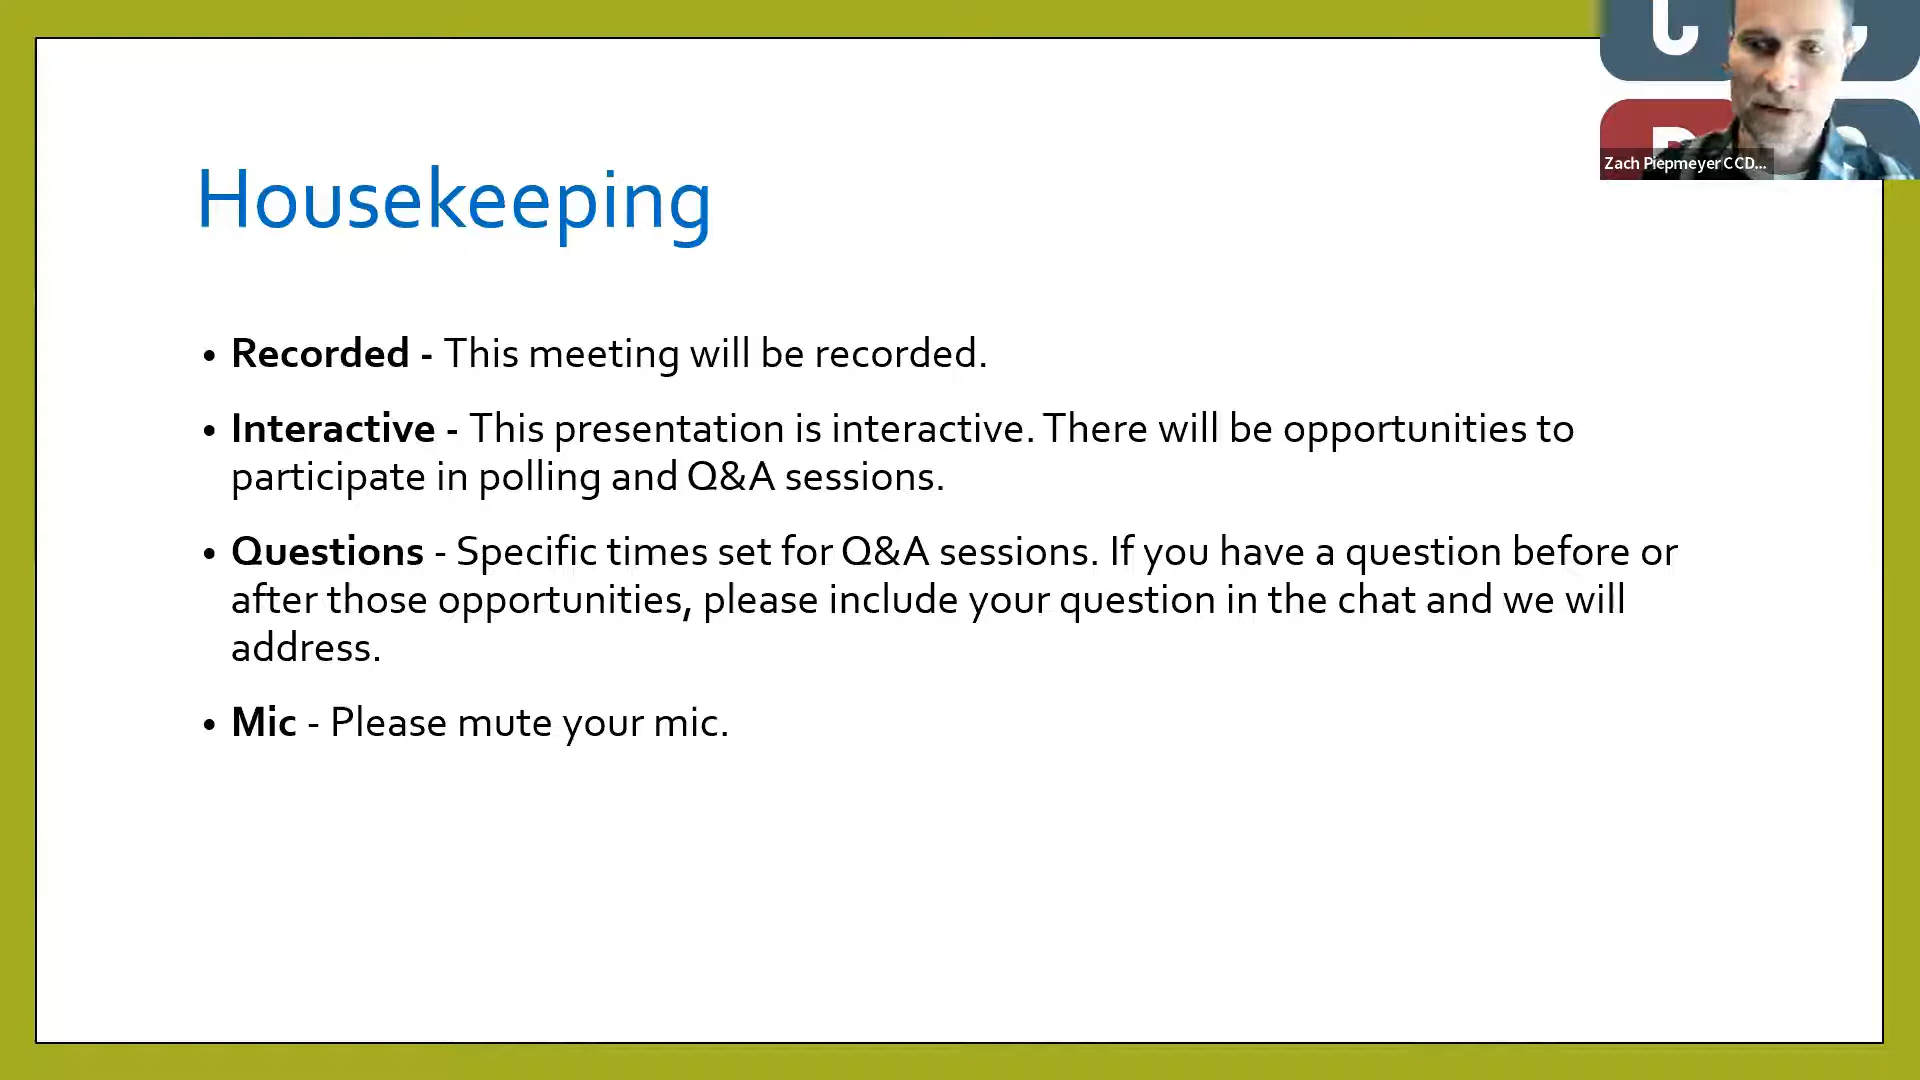 Housekeeping
• Recorded - This meeting will be recorded.
• Interactive - This presentation is interactive. There will be opportunities to
participate in polling and Q&A sessions.
• Questions - Specific times set for Q&A sessions. If you have a question before or
after those opportunities, please include your question in the chat and we will
address.
• Mic - Please mute your mic.
Zach Piepmeyer CCD...